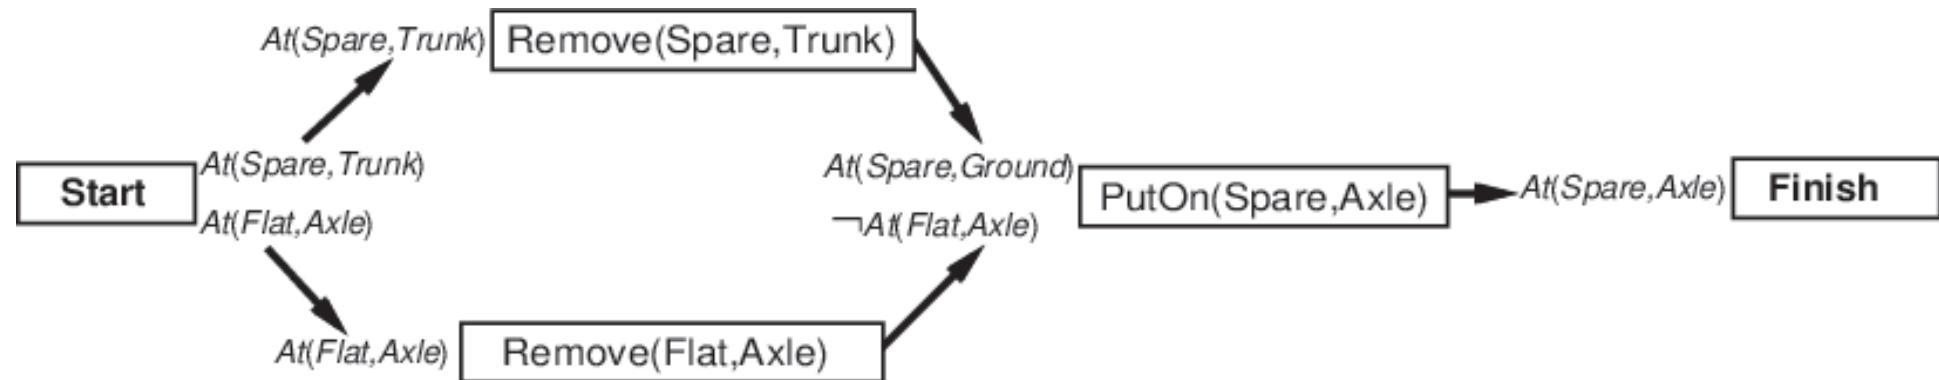 At(Spare,Trunk) Remove(Spare,Trunk)
Start
At(Spare,Trunk)
At(Flat,Axle)
At(Spare,Ground)
¬At(Flat,Axle)
PutOn(Spare,Axle)
At(Spare,Axle) Finish
At(Flat,Axle) Remove(Flat,Axle)